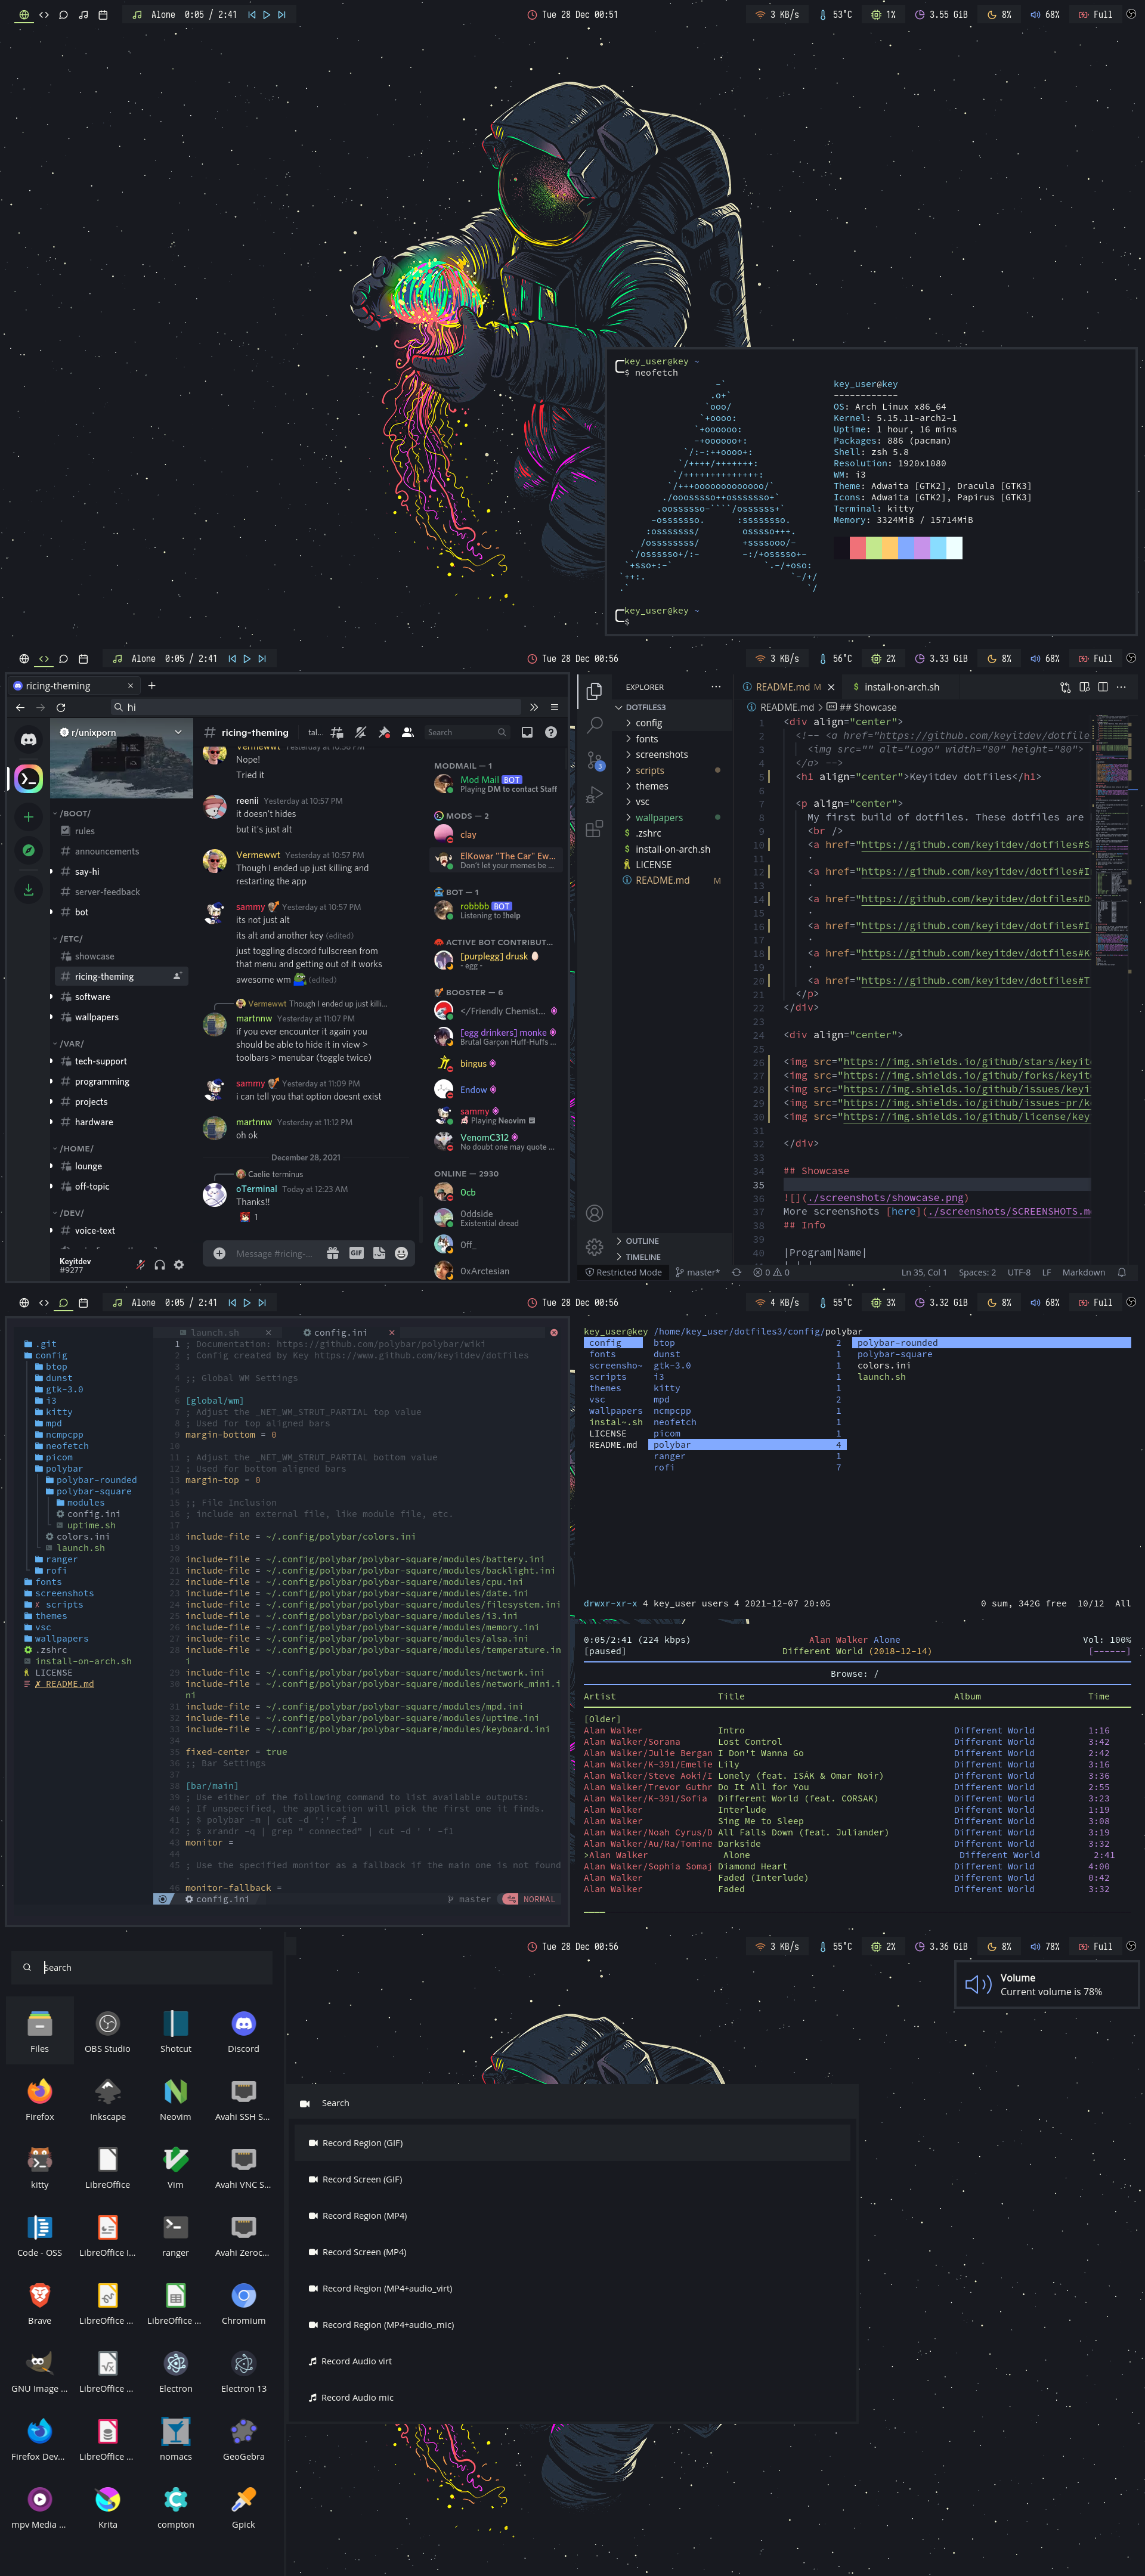 Alone 0:05 / 2:41
Tue 28 Dec 00:51
3 KB/s 53°C 1% 3.55 GiB 8% 68% Full
key_user@key ~
$ neofetch
key_user@key
------------
OS: Arch Linux x86_64
Kernel: 5.15.11-arch2-1
Uptime: 1 hour, 16 mins
Packages: 886 (pacman)
Shell: zsh 5.8
Resolution: 1920x1080
WM: i3
Theme: Adwaita [GTK2], Dracula [GTK3]
Icons: Adwaita [GTK2], Papirus [GTK3]
Terminal: kitty
Memory: 3324MiB / 15714MiB
key_user@key ~
$
Alone 0:05 / 2:41
Tue 28 Dec 00:56
3 KB/s 56°C 2% 3.33 GiB 8% 68% Full
ricing-theming
hi
r/unixporn
/BOOT/
rules
announcements
say-hi
server-feedback
bot
/ETC/
showcase
ricing-theming
software
wallpapers
/VAR/
tech-support
programming
projects
hardware
/HOME/
lounge
off-topic
/DEV/
voice-text
Keyitdev
#9277
ricing-theming
tal...
Search
Nope!
Tried it
reenii Yesterday at 10:57 PM
it doesn't hides
but it's just alt
Vermewwt Yesterday at 10:57 PM
Though I ended up just killing and
restarting the app
sammy Yesterday at 10:57 PM
its not just alt
its alt and another key (edited)
just toggling discord fullscreen from
that menu and getting out of it works
awesome wm (edited)
Vermewwt Though I ended up just killi...
martnnw Yesterday at 11:07 PM
if you ever encounter it again you
should be able to hide it in view >
toolbars > menubar (toggle twice)
sammy Yesterday at 11:09 PM
i can tell you that option doesnt exist
martnnw Yesterday at 11:12 PM
oh ok
December 28, 2021
Caelie terminus
oTerminal Today at 12:23 AM
Thanks!!
1
Message #ricing-...
GIF
MODMAIL — 1
Mod Mail BOT
Playing DM to contact Staff
MODS — 2
clay
ElKowar "The Car" Ew...
Don't let your memes be ...
BOT — 1
robbbb BOT
Listening to !help
ACTIVE BOT CONTRIBUT...
[purplegg] drusk
- egg -
BOOSTER — 6
</Friendly Chemist...
[egg drinkers] monke
Brutal Garçon Huff-Huffs ...
bingus
Endow
sammy
Playing Neovim
VenomC312
No doubt one may quote ...
ONLINE — 2930
0cb
0ddside
Existential dread
0ff_
0xArctesian
EXPLORER
DOTFILES3
config
fonts
screenshots
scripts
themes
vsc
wallpapers
.zshrc
install-on-arch.sh
LICENSE
README.md M
OUTLINE
TIMELINE
3
README.md M
install-on-arch.sh
README.md > ## Showcase
1 <div align="center">
2 <!-- <a href="https://github.com/keyitdev/dotfile
3 <img src="" alt="Logo" width="80" height="80">
4 </a> -->
5 <h1 align="center">Keyitdev dotfiles</h1>
6
7 <p align="center">
8 My first build of dotfiles. These dotfiles are
9 <br />
10 <a href="https://github.com/keyitdev/dotfiles#S
11 ·
12 <a href="https://github.com/keyitdev/dotfiles#I
13 ·
14 <a href="https://github.com/keyitdev/dotfiles#D
15 ·
16 <a href="https://github.com/keyitdev/dotfiles#I
17 ·
18 <a href="https://github.com/keyitdev/dotfiles#K
19 ·
20 <a href="https://github.com/keyitdev/dotfiles#T
21 </p>
22 </div>
23
24 <div align="center">
25
26 <img src="https://img.shields.io/github/stars/keyit
27 <img src="https://img.shields.io/github/forks/keyit
28 <img src="https://img.shields.io/github/issues/keyi
29 <img src="https://img.shields.io/github/issues-pr/k
30 <img src="https://img.shields.io/github/license/key
31
32 </div>
33
34 ## Showcase
35
36 ![](./screenshots/showcase.png)
37 More screenshots [here](./screenshots/SCREENSHOTS.m
38 ## Info
39
40 |Program|Name|
Restricted Mode master* 0 0
Ln 35, Col 1 Spaces: 2 UTF-8 LF Markdown
Alone 0:05 / 2:41
Tue 28 Dec 00:56
4 KB/s 55°C 3% 3.32 GiB 8% 68% Full
.git
config
btop
dunst
gtk-3.0
i3
kitty
mpd
ncmpcpp
neofetch
picom
polybar
polybar-rounded
polybar-square
modules
config.ini
uptime.sh
colors.ini
launch.sh
ranger
rofi
fonts
screenshots
✗ scripts
themes
vsc
wallpapers
.zshrc
install-on-arch.sh
LICENSE
✗ README.md
launch.sh
config.ini
1 ; Documentation: https://github.com/polybar/polybar/wiki
2 ; Config created by Key https://www.github.com/keyitdev/dotfiles
3
4 ;; Global WM Settings
5
6 [global/wm]
7 ; Adjust the _NET_WM_STRUT_PARTIAL top value
8 ; Used for top aligned bars
9 margin-bottom = 0
10
11 ; Adjust the _NET_WM_STRUT_PARTIAL bottom value
12 ; Used for bottom aligned bars
13 margin-top = 0
14
15 ;; File Inclusion
16 ; include an external file, like module file, etc.
17
18 include-file = ~/.config/polybar/colors.ini
19
20 include-file = ~/.config/polybar/polybar-square/modules/battery.ini
21 include-file = ~/.config/polybar/polybar-square/modules/backlight.ini
22 include-file = ~/.config/polybar/polybar-square/modules/cpu.ini
23 include-file = ~/.config/polybar/polybar-square/modules/date.ini
24 include-file = ~/.config/polybar/polybar-square/modules/filesystem.ini
25 include-file = ~/.config/polybar/polybar-square/modules/i3.ini
26 include-file = ~/.config/polybar/polybar-square/modules/memory.ini
27 include-file = ~/.config/polybar/polybar-square/modules/alsa.ini
28 include-file = ~/.config/polybar/polybar-square/modules/temperature.in
i
29 include-file = ~/.config/polybar/polybar-square/modules/network.ini
30 include-file = ~/.config/polybar/polybar-square/modules/network_mini.i
ni
31 include-file = ~/.config/polybar/polybar-square/modules/mpd.ini
32 include-file = ~/.config/polybar/polybar-square/modules/uptime.ini
33 include-file = ~/.config/polybar/polybar-square/modules/keyboard.ini
34
35 fixed-center = true
36 ;; Bar Settings
37
38 [bar/main]
39 ; Use either of the following command to list available outputs:
40 ; If unspecified, the application will pick the first one it finds.
41 ; $ polybar -m | cut -d ':' -f 1
42 ; $ xrandr -q | grep " connected" | cut -d ' ' -f1
43 monitor =
44
45 ; Use the specified monitor as a fallback if the main one is not found
.
46 monitor-fallback =
config.ini
master NORMAL
key_user@key /home/key_user/dotfiles3/config/polybar
config
fonts
screensho~
scripts
themes
vsc
wallpapers
instal~.sh
LICENSE
README.md
btop 2
dunst 1
gtk-3.0 1
i3 1
kitty 1
mpd 2
ncmpcpp 1
neofetch 1
picom 1
polybar 4
ranger 1
rofi 7
polybar-rounded
polybar-square
colors.ini
launch.sh
drwxr-xr-x 4 key_user users 4 2021-12-07 20:05
0 sum, 342G free 10/12 All
0:05/2:41 (224 kbps) Alan Walker Alone Vol: 100%
[paused] Different World (2018-12-14) [------]
Browse: /
Artist Title Album Time
[Older]
Alan Walker Intro Different World 1:16
Alan Walker/Sorana Lost Control Different World 3:42
Alan Walker/Julie Bergan I Don't Wanna Go Different World 2:42
Alan Walker/K-391/Emelie Lily Different World 3:16
Alan Walker/Steve Aoki/I Lonely (feat. ISÁK & Omar Noir) Different World 3:36
Alan Walker/Trevor Guthr Do It All for You Different World 2:55
Alan Walker/K-391/Sofia Different World (feat. CORSAK) Different World 3:23
Alan Walker Interlude Different World 1:19
Alan Walker Sing Me to Sleep Different World 3:08
Alan Walker/Noah Cyrus/D All Falls Down (feat. Juliander) Different World 3:19
Alan Walker/Au/Ra/Tomine Darkside Different World 3:32
>Alan Walker Alone Different World 2:41
Alan Walker/Sophia Somaj Diamond Heart Different World 4:00
Alan Walker Faded (Interlude) Different World 0:42
Alan Walker Faded Different World 3:32
Tue 28 Dec 00:56
3 KB/s 55°C 2% 3.36 GiB 8% 78% Full
Volume
Current volume is 78%
Search
Files OBS Studio Shotcut Discord
Firefox Inkscape Neovim Avahi SSH S...
kitty LibreOffice Vim Avahi VNC S...
Code - OSS LibreOffice I... ranger Avahi Zeroc...
Brave LibreOffice ... LibreOffice ... Chromium
GNU Image ... LibreOffice ... Electron Electron 13
Firefox Dev... LibreOffice ... nomacs GeoGebra
mpv Media ... Krita compton Gpick
Search
Record Region (GIF)
Record Screen (GIF)
Record Region (MP4)
Record Screen (MP4)
Record Region (MP4+audio_virt)
Record Region (MP4+audio_mic)
Record Audio virt
Record Audio mic